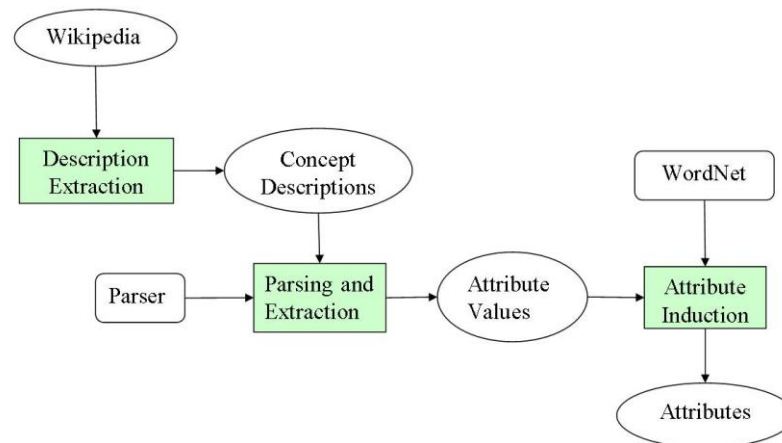 Wikipedia
Description
Extraction
Concept
Descriptions
WordNet
Parser
Parsing and
Extraction
Attribute
Values
Attribute
Induction
Attributes